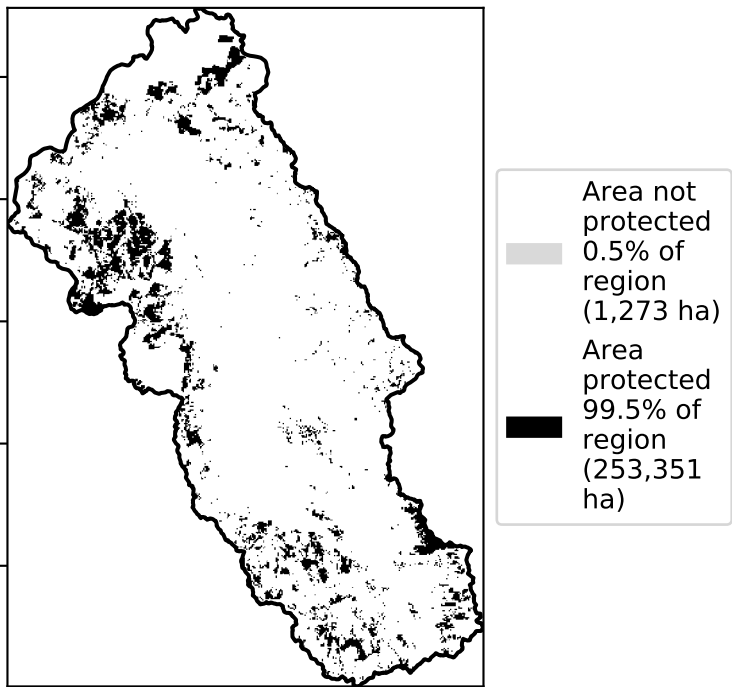 Area not
protected
0.5% of
region
(1,273 ha)
Area
protected
99.5% of
region
(253,351
ha)